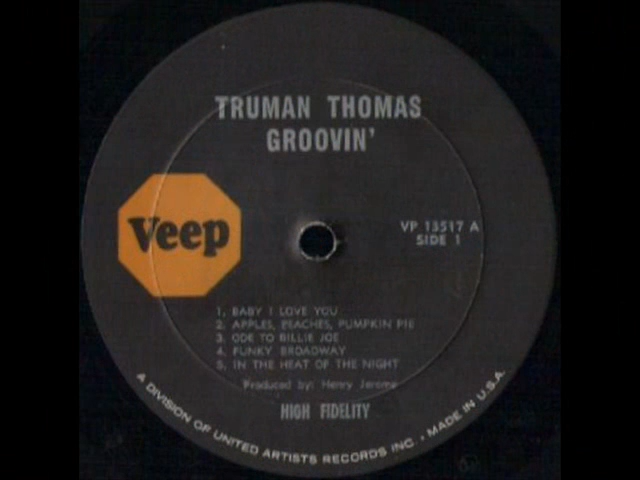 TRUMAN THOMAS
GROOVIN'
Veep
VP 13517 A
SIDE 1
1. BABY I LOVE YOU
2. APPLES, PEACHES, PUMPKIN PIE
3. ODE TO BILLIE JOE
4. FUNKY BROADWAY
5. IN THE HEAT OF THE NIGHT
Produced by: Henry Jerome
HIGH FIDELITY
A DIVISION OF UNITED ARTISTS RECORDS INC. • MADE IN U.S.A.